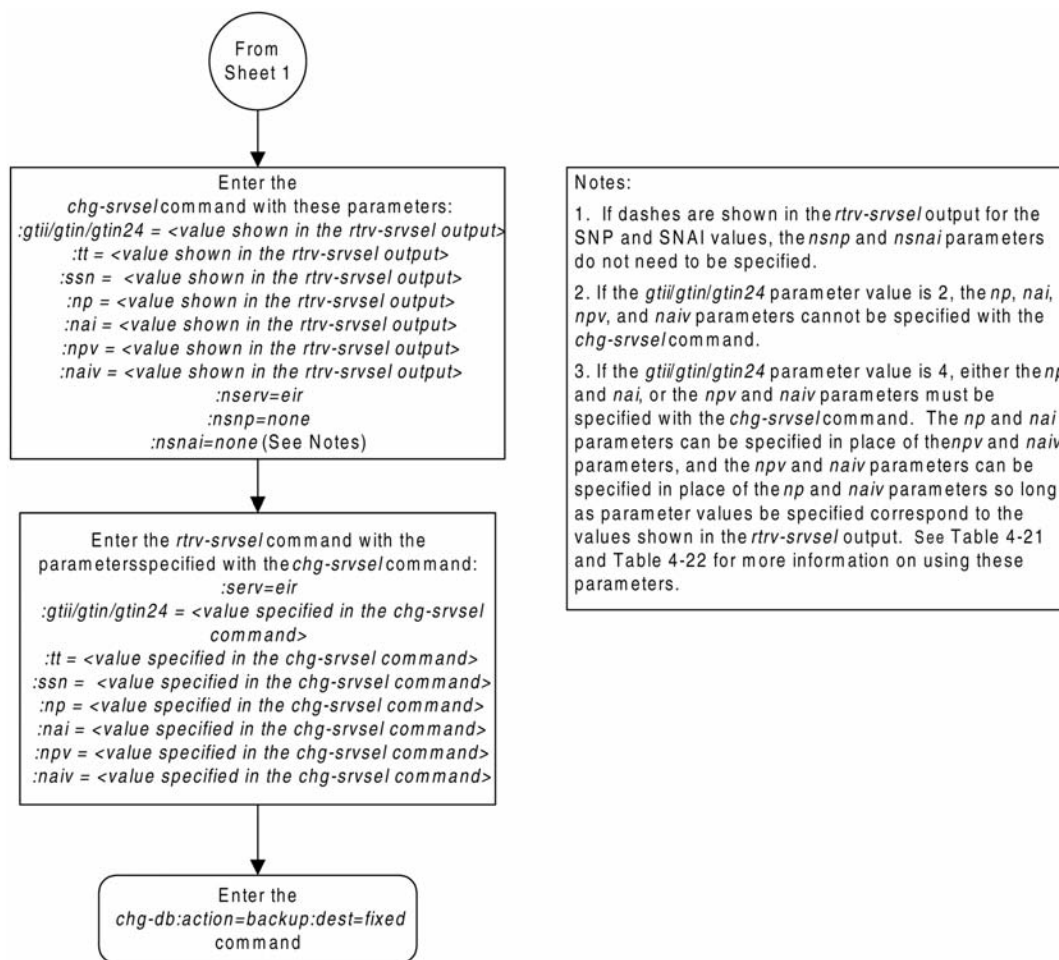 From
Sheet 1
Enter the
chg-srvsel command with these parameters:
:gtii/gtin/gtin24 = <value shown in the rtrv-srvsel output>
:tt = <value shown in the rtrv-srvsel output>
:ssn = <value shown in the rtrv-srvsel output>
:np = <value shown in the rtrv-srvsel output>
:nai = <value shown in the rtrv-srvsel output>
:npv = <value shown in the rtrv-srvsel output>
:naiv = <value shown in the rtrv-srvsel output>
:nserv=eir
:nsnp=none
:nsnai=none (See Notes)
Enter the rtrv-srvsel command with the
parametersspecified with the chg-srvsel command:
:serv=eir
:gtii/gtin/gtin24 = <value specified in the chg-srvsel
command>
:tt = <value specified in the chg-srvsel command>
:ssn = <value specified in the chg-srvsel command>
:np = <value specified in the chg-srvsel command>
:nai = <value specified in the chg-srvsel command>
:npv = <value specified in the chg-srvsel command>
:naiv = <value specified in the chg-srvsel command>
Enter the
chg-db:action=backup:dest=fixed
command
Notes:
1. If dashes are shown in the rtrv-srvsel output for the
SNP and SNAI values, the nsnp and nsnai parameters
do not need to be specified.
2. If the gtii/gtin/gtin24 parameter value is 2, the np, nai,
npv, and naiv parameters cannot be specified with the
chg-srvsel command.
3. If the gtii/gtin/gtin24 parameter value is 4, either the np
and nai, or the npv and naiv parameters must be
specified with the chg-srvsel command. The np and nai
parameters can be specified in place of thenpv and naiv
parameters, and the npv and naiv parameters can be
specified in place of the np and naiv parameters so long
as parameter values be specified correspond to the
values shown in the rtrv-srvsel output. See Table 4-21
and Table 4-22 for more information on using these
parameters.